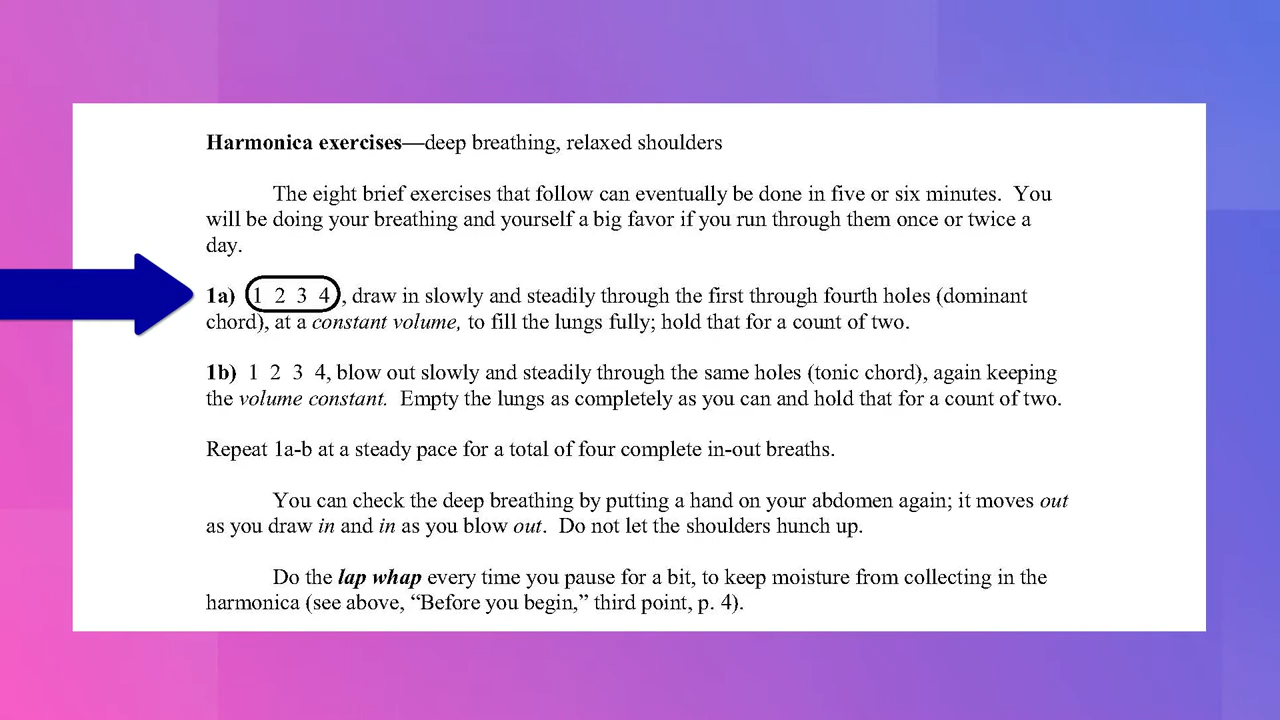 Harmonica exercises—deep breathing, relaxed shoulders
The eight brief exercises that follow can eventually be done in five or six minutes.  You
will be doing your breathing and yourself a big favor if you run through them once or twice a
day.
1a)  1  2  3  4 , draw in slowly and steadily through the first through fourth holes (dominant
chord), at a constant volume, to fill the lungs fully; hold that for a count of two.
1b)  1  2  3  4, blow out slowly and steadily through the same holes (tonic chord), again keeping
the volume constant.  Empty the lungs as completely as you can and hold that for a count of two.
Repeat 1a-b at a steady pace for a total of four complete in-out breaths.
You can check the deep breathing by putting a hand on your abdomen again; it moves out
as you draw in and in as you blow out.  Do not let the shoulders hunch up.
Do the lap whap every time you pause for a bit, to keep moisture from collecting in the
harmonica (see above, “Before you begin,” third point, p. 4).